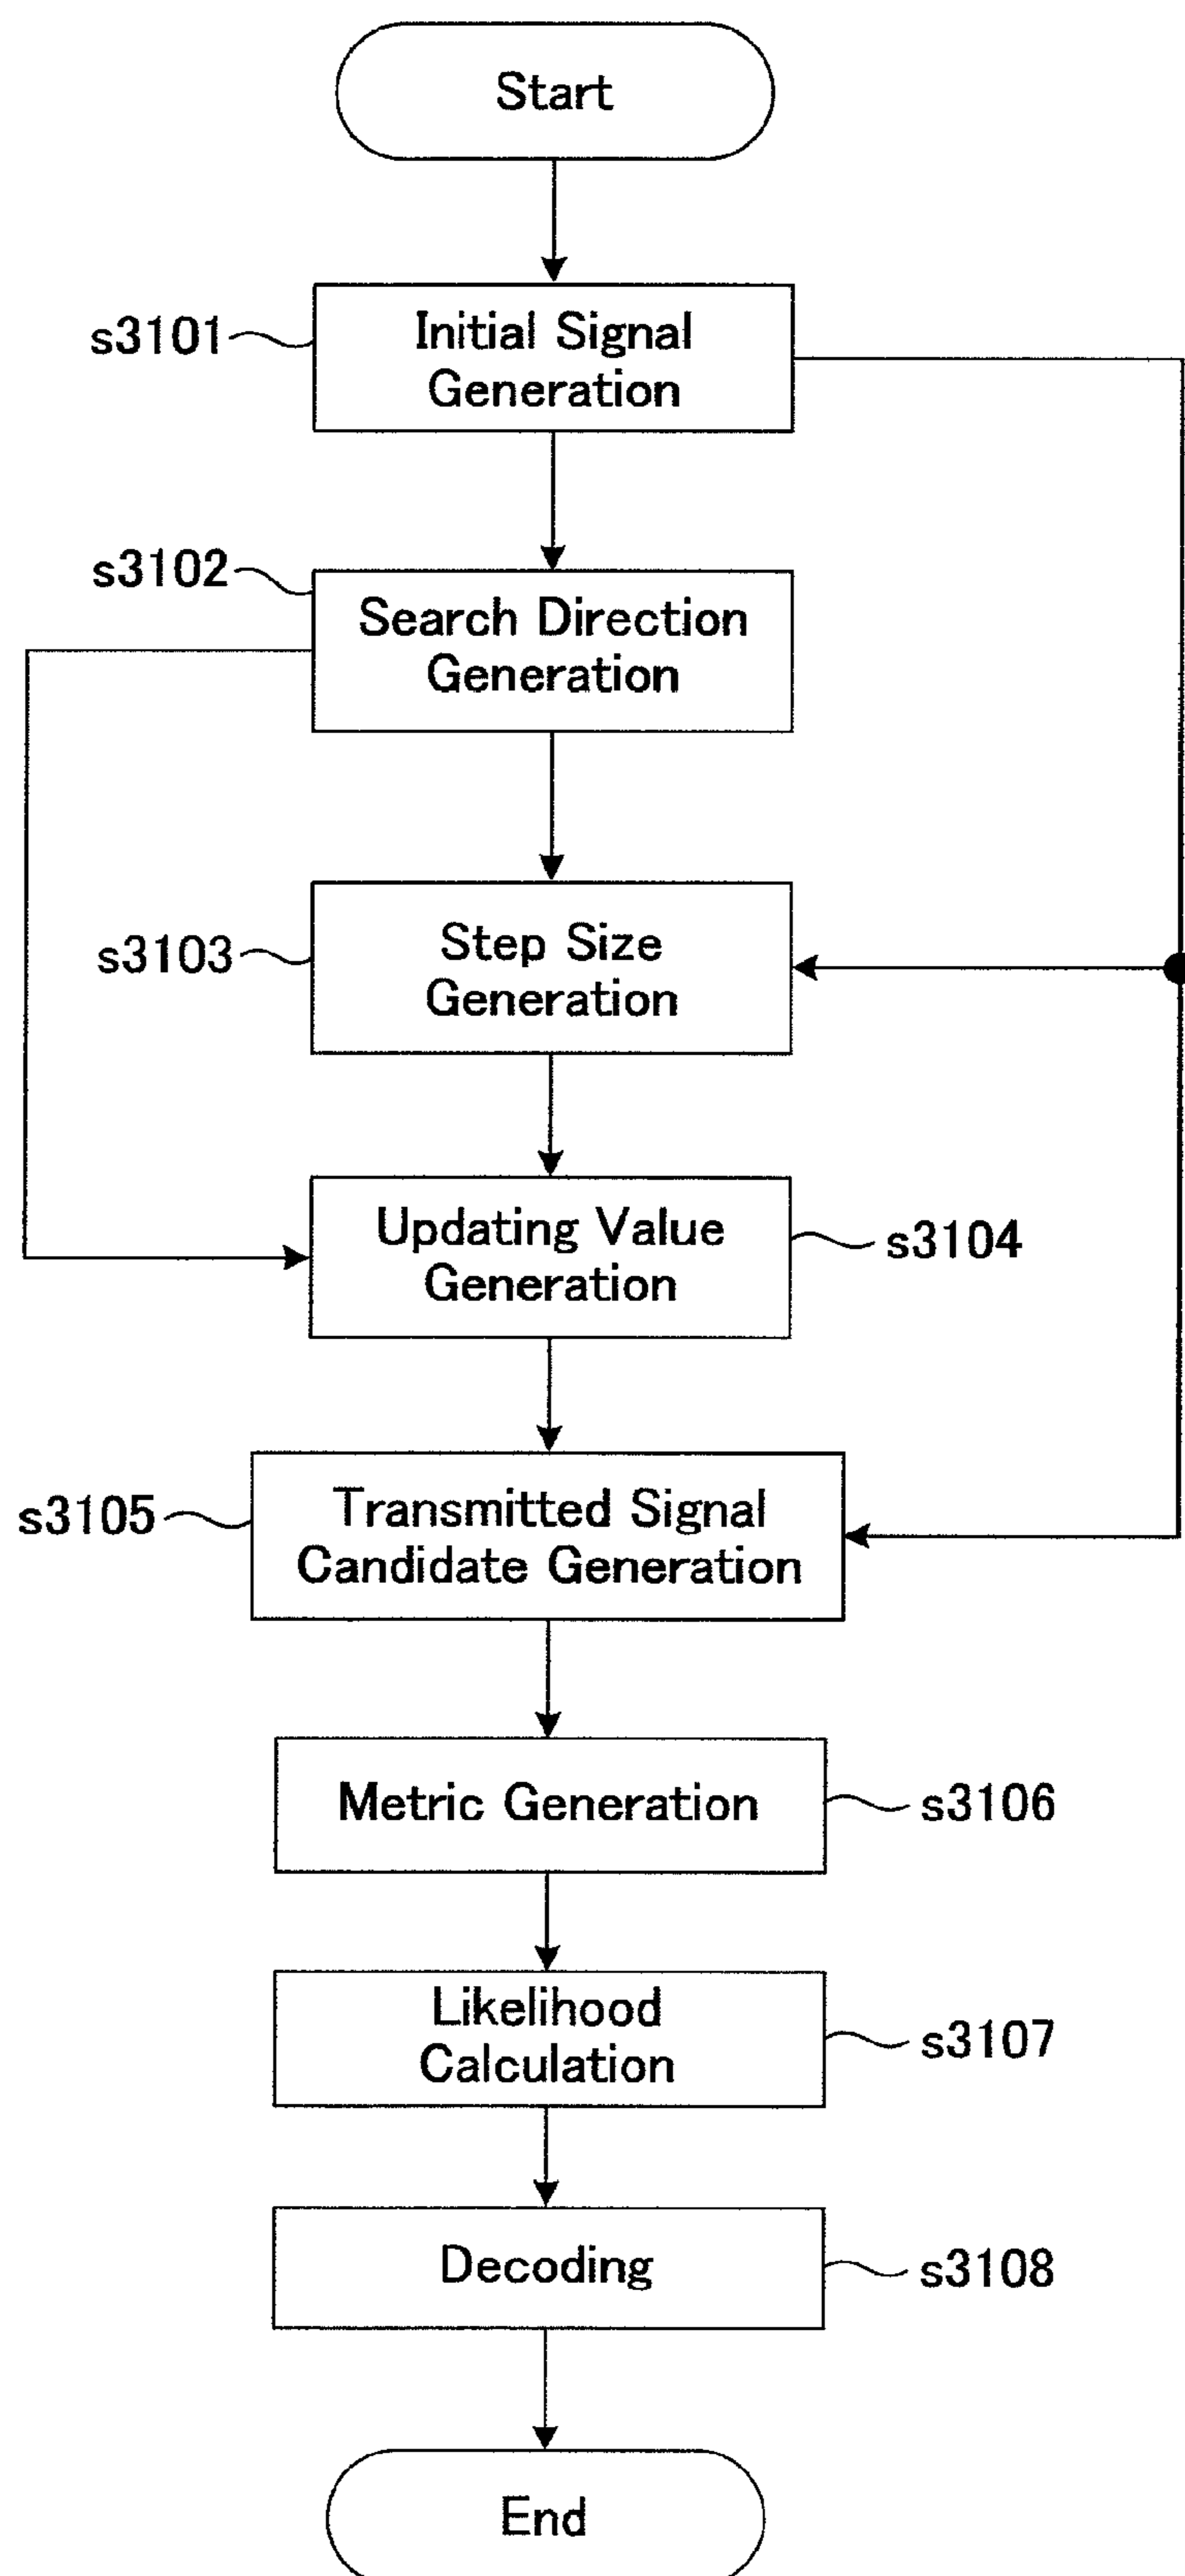 Start
s3101
Initial Signal
Generation
s3102
Search Direction
Generation
s3103
Step Size
Generation
Updating Value
Generation
s3104
s3105
Transmitted Signal
Candidate Generation
Metric Generation
s3106
Likelihood
Calculation
s3107
Decoding
s3108
End